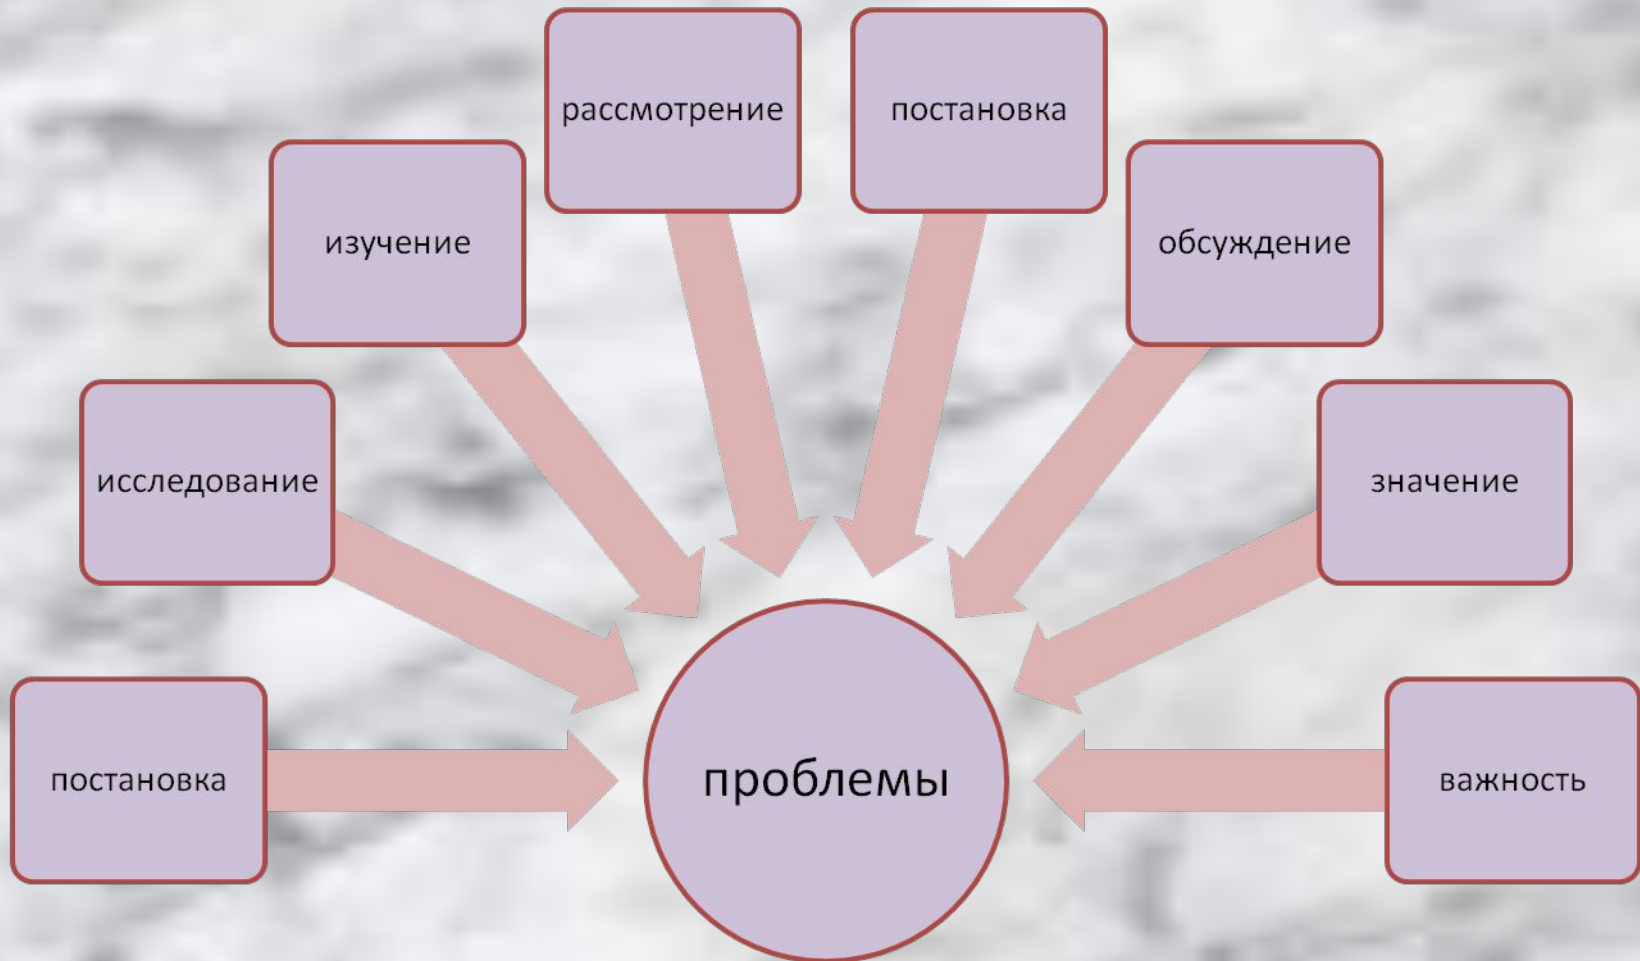 рассмотрение
постановка
изучение
обсуждение
исследование
значение
постановка
проблемы
важность